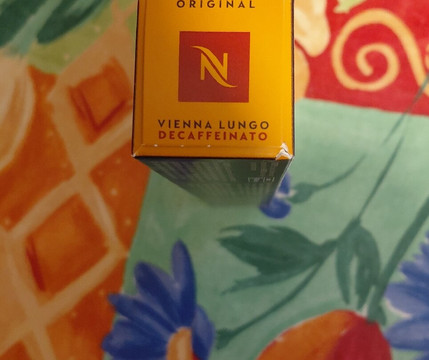 ORIGINAL
N
VIENNA LUNGO
DECAFFEINATO